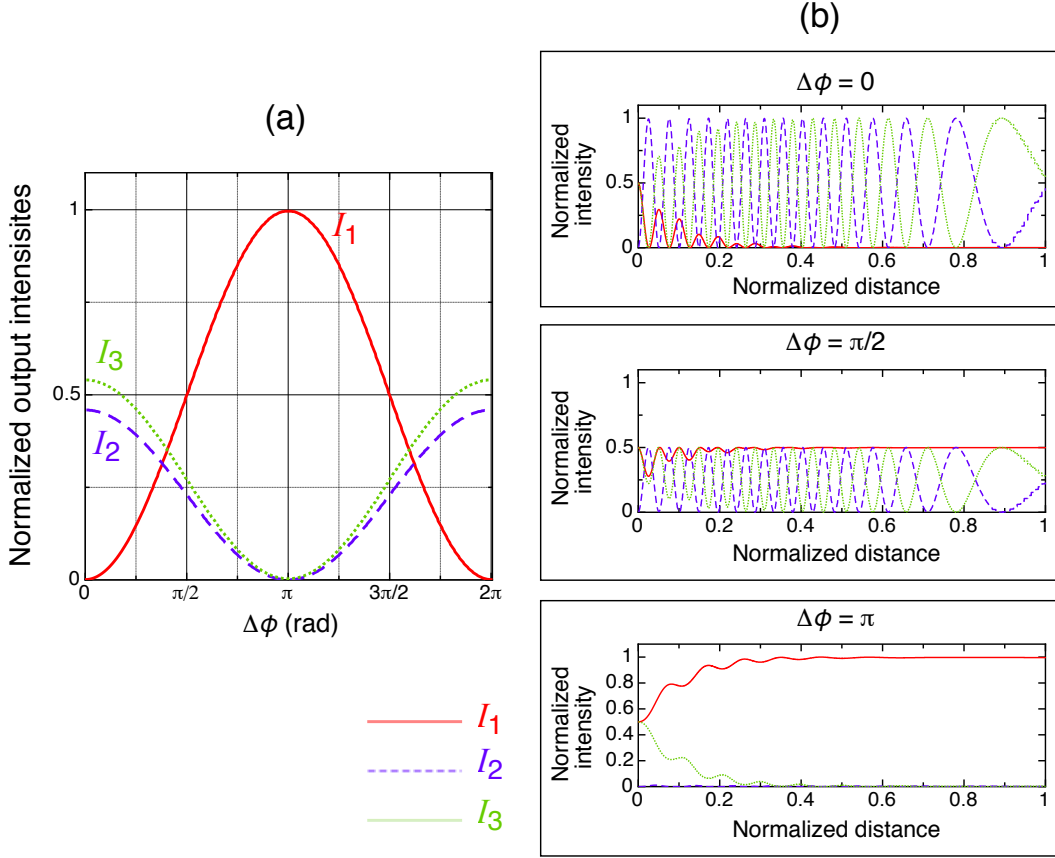 (a)
Normalized output intensisites
1
0.5
0
I1
I3
I2
0 π/2 π 3π/2 2π
Δϕ (rad)
I1
I2
I3
(b)
Δϕ = 0
Normalized
intensity
1
0.5
0
0 0.2 0.4 0.6 0.8 1
Normalized distance
Δϕ = π/2
Normalized
intensity
1
0.5
0
0 0.2 0.4 0.6 0.8 1
Normalized distance
Δϕ = π
Normalized
intensity
1
0.8
0.6
0.4
0.2
0
0 0.2 0.4 0.6 0.8 1
Normalized distance